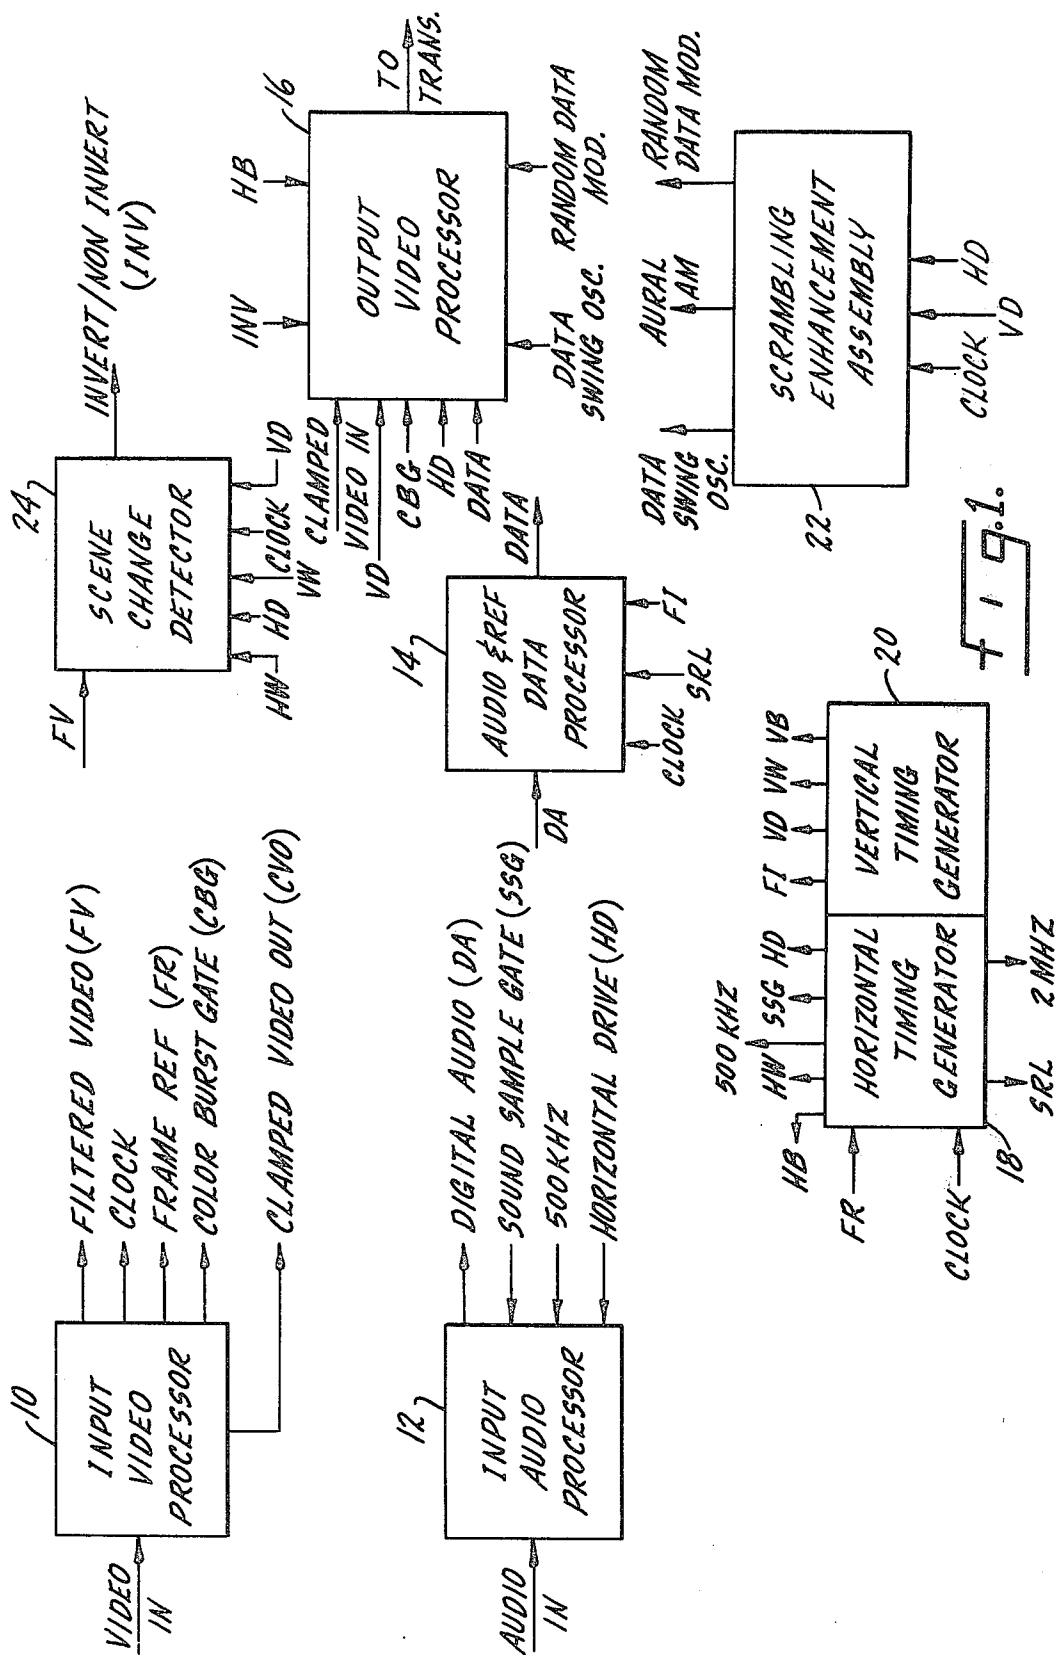 10
VIDEO
IN
INPUT
VIDEO
PROCESSOR
FILTERED VIDEO (FV)
CLOCK
FRAME REF (FR)
COLOR BURST GATE (CBG)
CLAMPED VIDEO OUT (CVO)
24
FV
SCENE
CHANGE
DETECTOR
HW
HD
VW
CLOCK
VD
INVERT/NON INVERT
(INV)
16
INV
HB
CLAMPED
VIDEO IN
VD
CBG
HD
DATA
OUTPUT
VIDEO
PROCESSOR
TO
TRANS.
DATA
SWING OSC.
RANDOM DATA
MOD.
12
AUDIO
IN
INPUT
AUDIO
PROCESSOR
DIGITAL AUDIO (DA)
SOUND SAMPLE GATE (SSG)
500 KHZ
HORIZONTAL DRIVE (HD)
14
DA
AUDIO & REF
DATA
PROCESSOR
DATA
CLOCK
SRL
FI
HB
HW
500 KHZ
SSG
HD
FI
VD
VW
VB
FR
CLOCK
18
HORIZONTAL
TIMING
GENERATOR
VERTICAL
TIMING
GENERATOR
20
SRL
2 MHZ
DATA
SWING
OSC.
AURAL
AM
RANDOM
DATA MOD.
22
SCRAMBLING
ENHANCEMENT
ASSEMBLY
CLOCK
VD
HD
Fig.1.